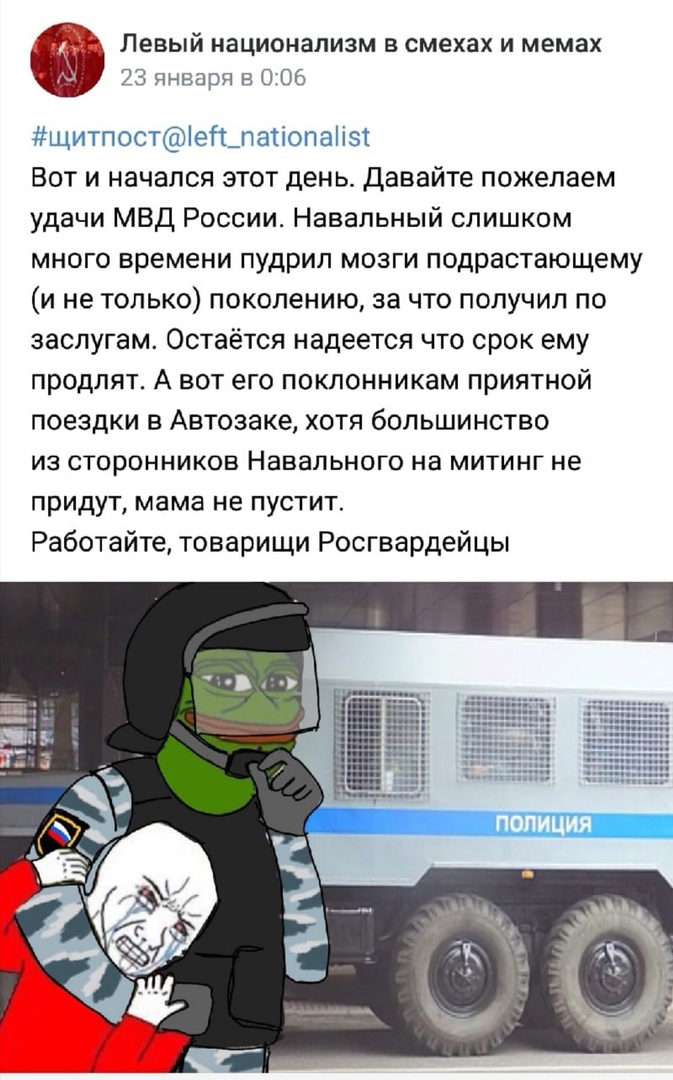 Левый национализм в смехах и мемах
23 января в 0:06
#щитпост@left_nationalist
Вот и начался этот день. Давайте пожелаем
удачи МВД России. Навальный слишком
много времени пудрил мозги подрастающему
(и не только) поколению, за что получил по
заслугам. Остаётся надеется что срок ему
продлят. А вот его поклонникам приятной
поездки в Автозаке, хотя большинство
из сторонников Навального на митинг не
придут, мама не пустит.
Работайте, товарищи Росгвардейцы
ПОЛИЦИЯ